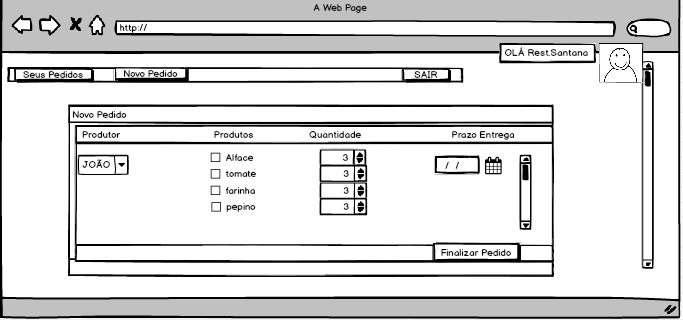 A Web Page
http://
OLÁ Rest.Santana
Seus Pedidos Novo Pedido SAIR
Novo Pedido
Produtor Produtos Quantidade Prazo Entrega
JOÃO Alface 3 / /
tomate 3
farinha 3
pepino 3
Finalizar Pedido